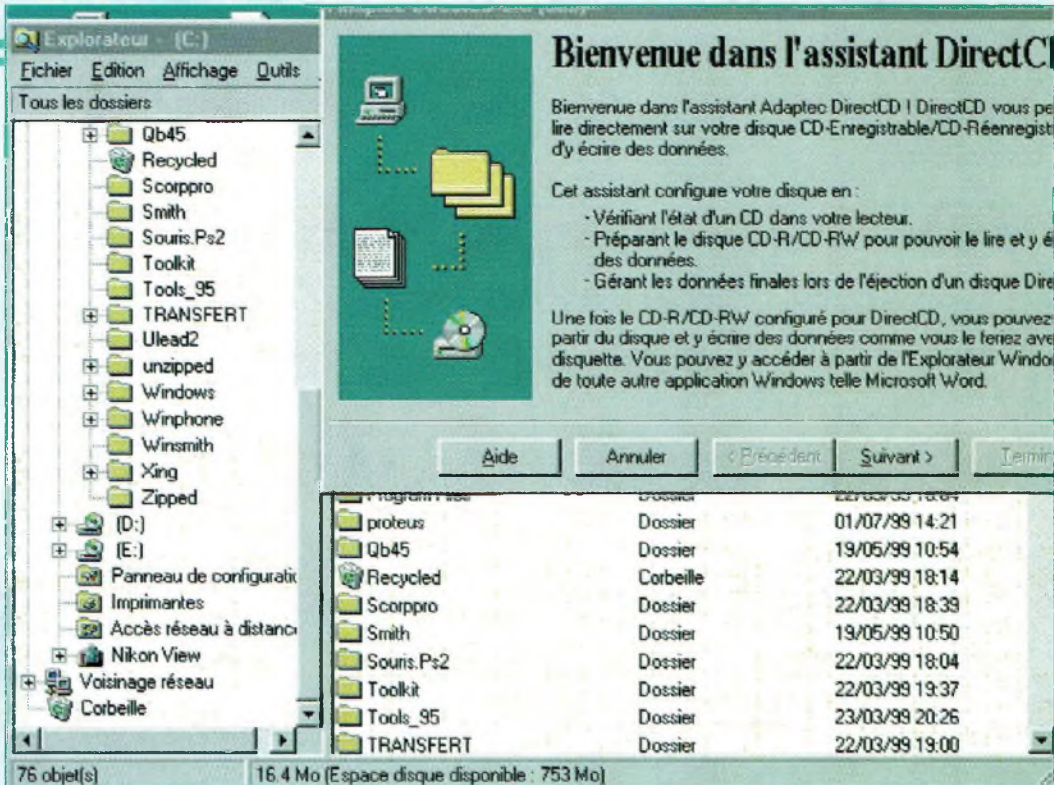 Explorateur - (C:)
Fichier Edition Affichage Outils
Tous les dossiers
Qb45
Recycled
Scorppro
Smith
Souris.Ps2
Toolkit
Tools_95
TRANSFERT
Ulead2
unzipped
Windows
Winphone
Winsmith
Xing
Zipped
(D:)
(E:)
Panneau de configuratio
Imprimantes
Accès réseau à distanc
Nikon View
Voisinage réseau
Corbeille
Bienvenue dans l'assistant DirectC
Bienvenue dans l'assistant Adaptec DirectCD ! DirectCD vous pe
lire directement sur votre disque CD-Enregistrable/CD-Réenregist
d'y écrire des données.
Cet assistant configure votre disque en :
- Vérifiant l'état d'un CD dans votre lecteur.
- Préparant le disque CD-R/CD-RW pour pouvoir le lire et y é
des données.
- Gérant les données finales lors de l'éjection d'un disque Dire
Une fois le CD-R/CD-RW configuré pour DirectCD, vous pouvez
partir du disque et y écrire des données comme vous le feriez ave
disquette. Vous pouvez y accéder à partir de l'Explorateur Windo
de toute autre application Windows telle Microsoft Word.
Aide Annuler < Précédent Suivant > Termin
Program Files Dossier
proteus Dossier 01/07/99 14:21
Qb45 Dossier 19/05/99 10:54
Recycled Corbeille 22/03/99 18:14
Scorppro Dossier 22/03/99 18:39
Smith Dossier 19/05/99 10:50
Souris.Ps2 Dossier 22/03/99 18:04
Toolkit Dossier 22/03/99 19:37
Tools_95 Dossier 23/03/99 20:26
TRANSFERT Dossier 22/03/99 19:00
76 objet(s) 16.4 Mo (Espace disque disponible : 753 Mo)